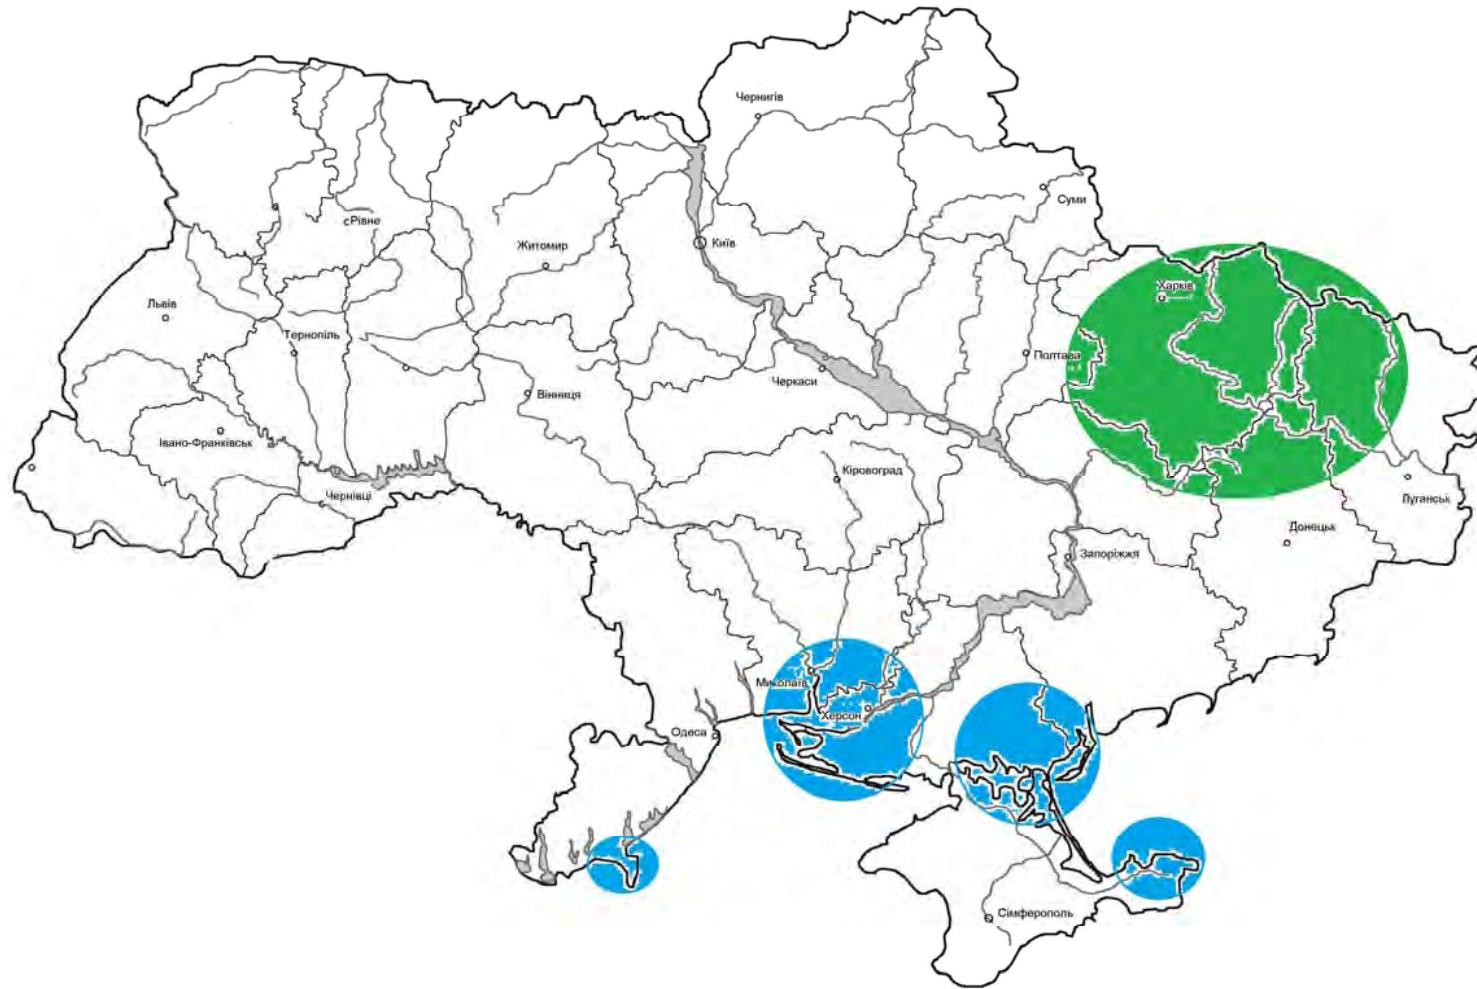 Чернигів
Суми
сРівне
Київ
Житомир
Харків
Львів
Тернопіль
Полтава
Черкаси
Вінниця
Івано-Франківськ
Кіровоград
Чернівці
Луганськ
Донецьк
Запоріжжя
Миколаїв
Херсон
Одеса
Сімферополь